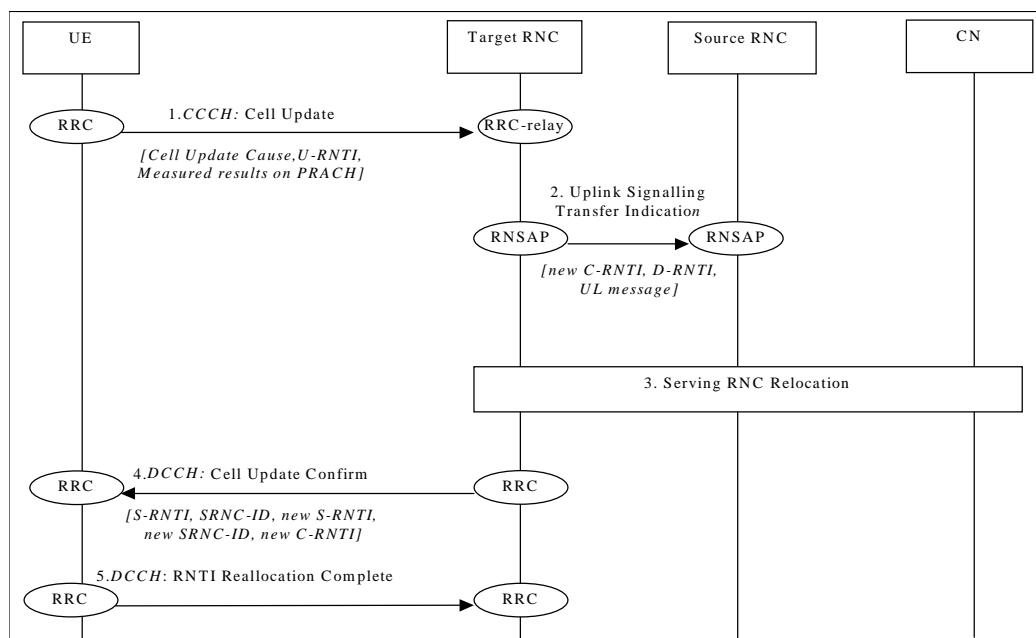 UE
Target RNC
Source RNC
CN
RRC
1.CCCH: Cell Update
RRC-relay
[Cell Update Cause,U-RNTI,
Measured results on PRACH]
2. Uplink Signalling
Transfer Indication
RNSAP
RNSAP
[new C-RNTI, D-RNTI,
UL message]
3. Serving RNC Relocation
4.DCCH: Cell Update Confirm
RRC
RRC
[S-RNTI, SRNC-ID, new S-RNTI,
new SRNC-ID, new C-RNTI]
5.DCCH: RNTI Reallocation Complete
RRC
RRC